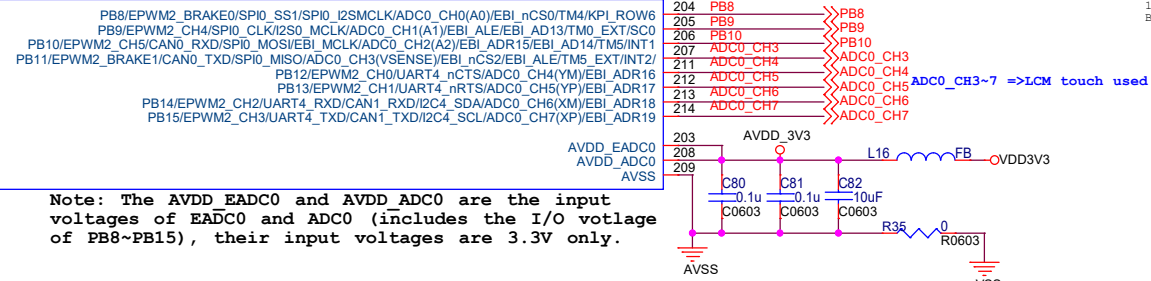 PB8/EPWM2_BRAKE0/SPI0_SS1/SPI0_I2SMCLK/ADC0_CH0(A0)/EBI_nCS0/TM4/KPI_ROW6 204 PB8 PB8
PB9/EPWM2_CH4/SPI0_CLK/I2S0_MCLK/ADC0_CH1(A1)/EBI_ALE/EBI_AD13/TM0_EXT/SC0 205 PB9 PB9
PB10/EPWM2_CH5/CAN0_RXD/SPI0_MOSI/EBI_MCLK/ADC0_CH2(A2)/EBI_ADR15/EBI_AD14/TM5/INT1 206 PB10 PB10
PB11/EPWM2_BRAKE1/CAN0_TXD/SPI0_MISO/ADC0_CH3(VSENSE)/EBI_nCS2/EBI_ALE/TM5_EXT/INT2/ 207 ADC0_CH3 ADC0_CH3
PB12/EPWM2_CH0/UART4_nCTS/ADC0_CH4(YM)/EBI_ADR16 211 ADC0_CH4 ADC0_CH4
PB13/EPWM2_CH1/UART4_nRTS/ADC0_CH5(YP)/EBI_ADR17 212 ADC0_CH5 ADC0_CH5 ADC0_CH3~7 =>LCM touch used
PB14/EPWM2_CH2/UART4_RXD/CAN1_RXD/I2C4_SDA/ADC0_CH6(XM)/EBI_ADR18 213 ADC0_CH6 ADC0_CH6
PB15/EPWM2_CH3/UART4_TXD/CAN1_TXD/I2C4_SCL/ADC0_CH7(XP)/EBI_ADR19 214 ADC0_CH7 ADC0_CH7
AVDD_EADC0 203 AVDD_3V3
AVDD_ADC0 208 L16 FB VDD3V3
AVSS 209
C80 C81 C82
0.1u 0.1u 10uF
C0603 C0603 C0603
R35 0
R0603
AVSS
Note: The AVDD_EADC0 and AVDD_ADC0 are the input
voltages of EADC0 and ADC0 (includes the I/O votlage
of PB8~PB15), their input voltages are 3.3V only.